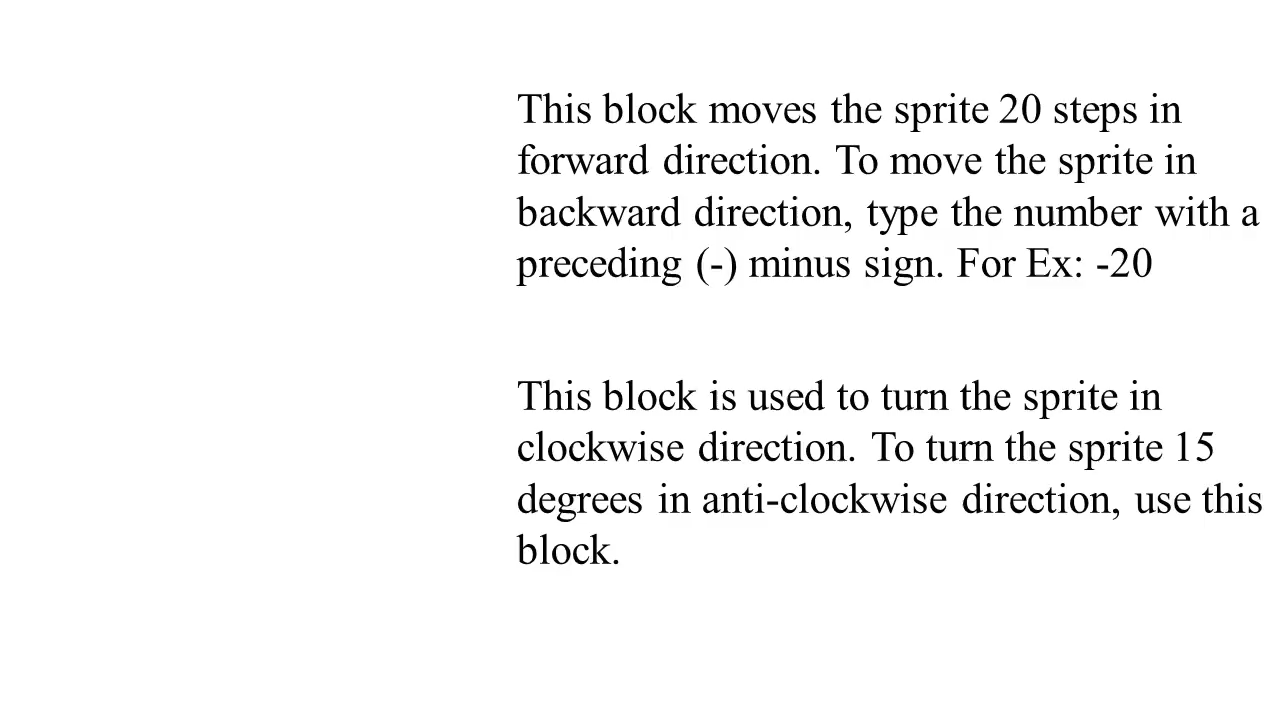 This block moves the sprite 20 steps in
forward direction. To move the sprite in
backward direction, type the number with a
preceding (-) minus sign. For Ex: -20
This block is used to turn the sprite in
clockwise direction. To turn the sprite 15
degrees in anti-clockwise direction, use this
block.